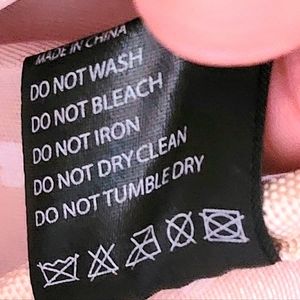 MADE IN CHINA
DO NOT WASH
DO NOT BLEACH
DO NOT IRON
DO NOT DRY CLEAN
DO NOT TUMBLE DRY